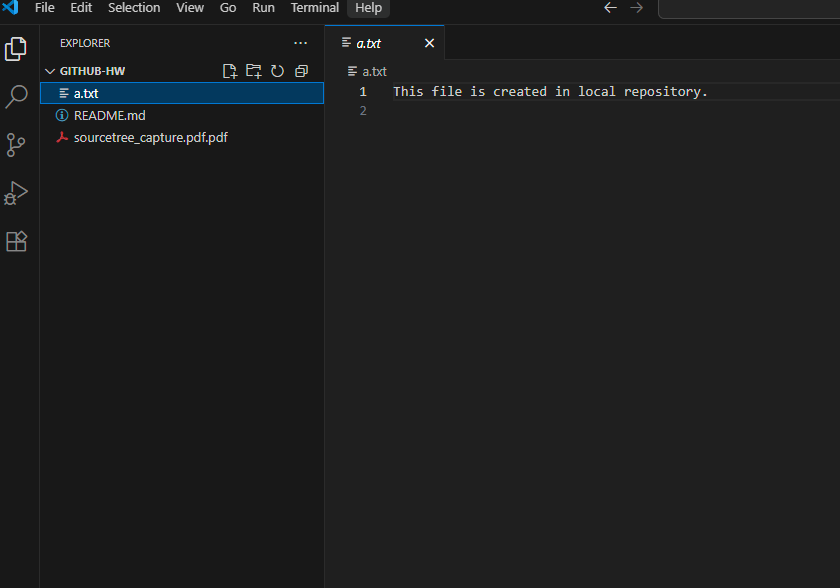 File Edit Selection View Go Run Terminal Help
EXPLORER
GITHUB-HW
a.txt
README.md
sourcetree_capture.pdf.pdf
a.txt
a.txt
1 This file is created in local repository.
2